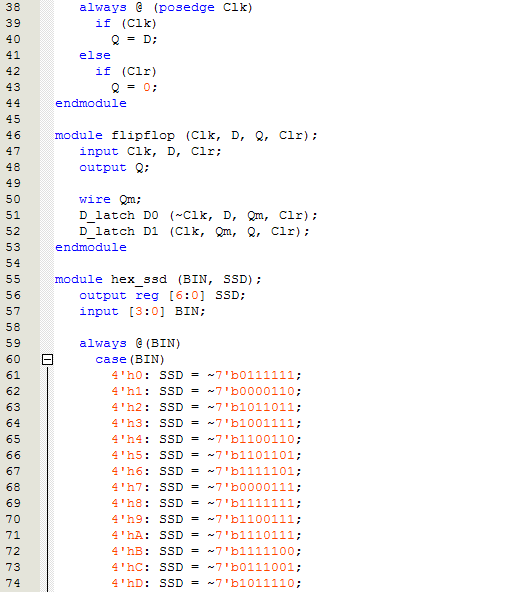 38 always @ (posedge Clk)
39 if (Clk)
40 Q = D;
41 else
42 if (Clr)
43 Q = 0;
44 endmodule
45
46 module flipflop (Clk, D, Q, Clr);
47 input Clk, D, Clr;
48 output Q;
49
50 wire Qm;
51 D_latch D0 (~Clk, D, Qm, Clr);
52 D_latch D1 (Clk, Qm, Q, Clr);
53 endmodule
54
55 module hex_ssd (BIN, SSD);
56 output reg [6:0] SSD;
57 input [3:0] BIN;
58
59 always @(BIN)
60 case(BIN)
61 4'h0: SSD = ~7'b0111111;
62 4'h1: SSD = ~7'b0000110;
63 4'h2: SSD = ~7'b1011011;
64 4'h3: SSD = ~7'b1001111;
65 4'h4: SSD = ~7'b1100110;
66 4'h5: SSD = ~7'b1101101;
67 4'h6: SSD = ~7'b1111101;
68 4'h7: SSD = ~7'b0000111;
69 4'h8: SSD = ~7'b1111111;
70 4'h9: SSD = ~7'b1100111;
71 4'hA: SSD = ~7'b1110111;
72 4'hB: SSD = ~7'b1111100;
73 4'hC: SSD = ~7'b0111001;
74 4'hD: SSD = ~7'b1011110;